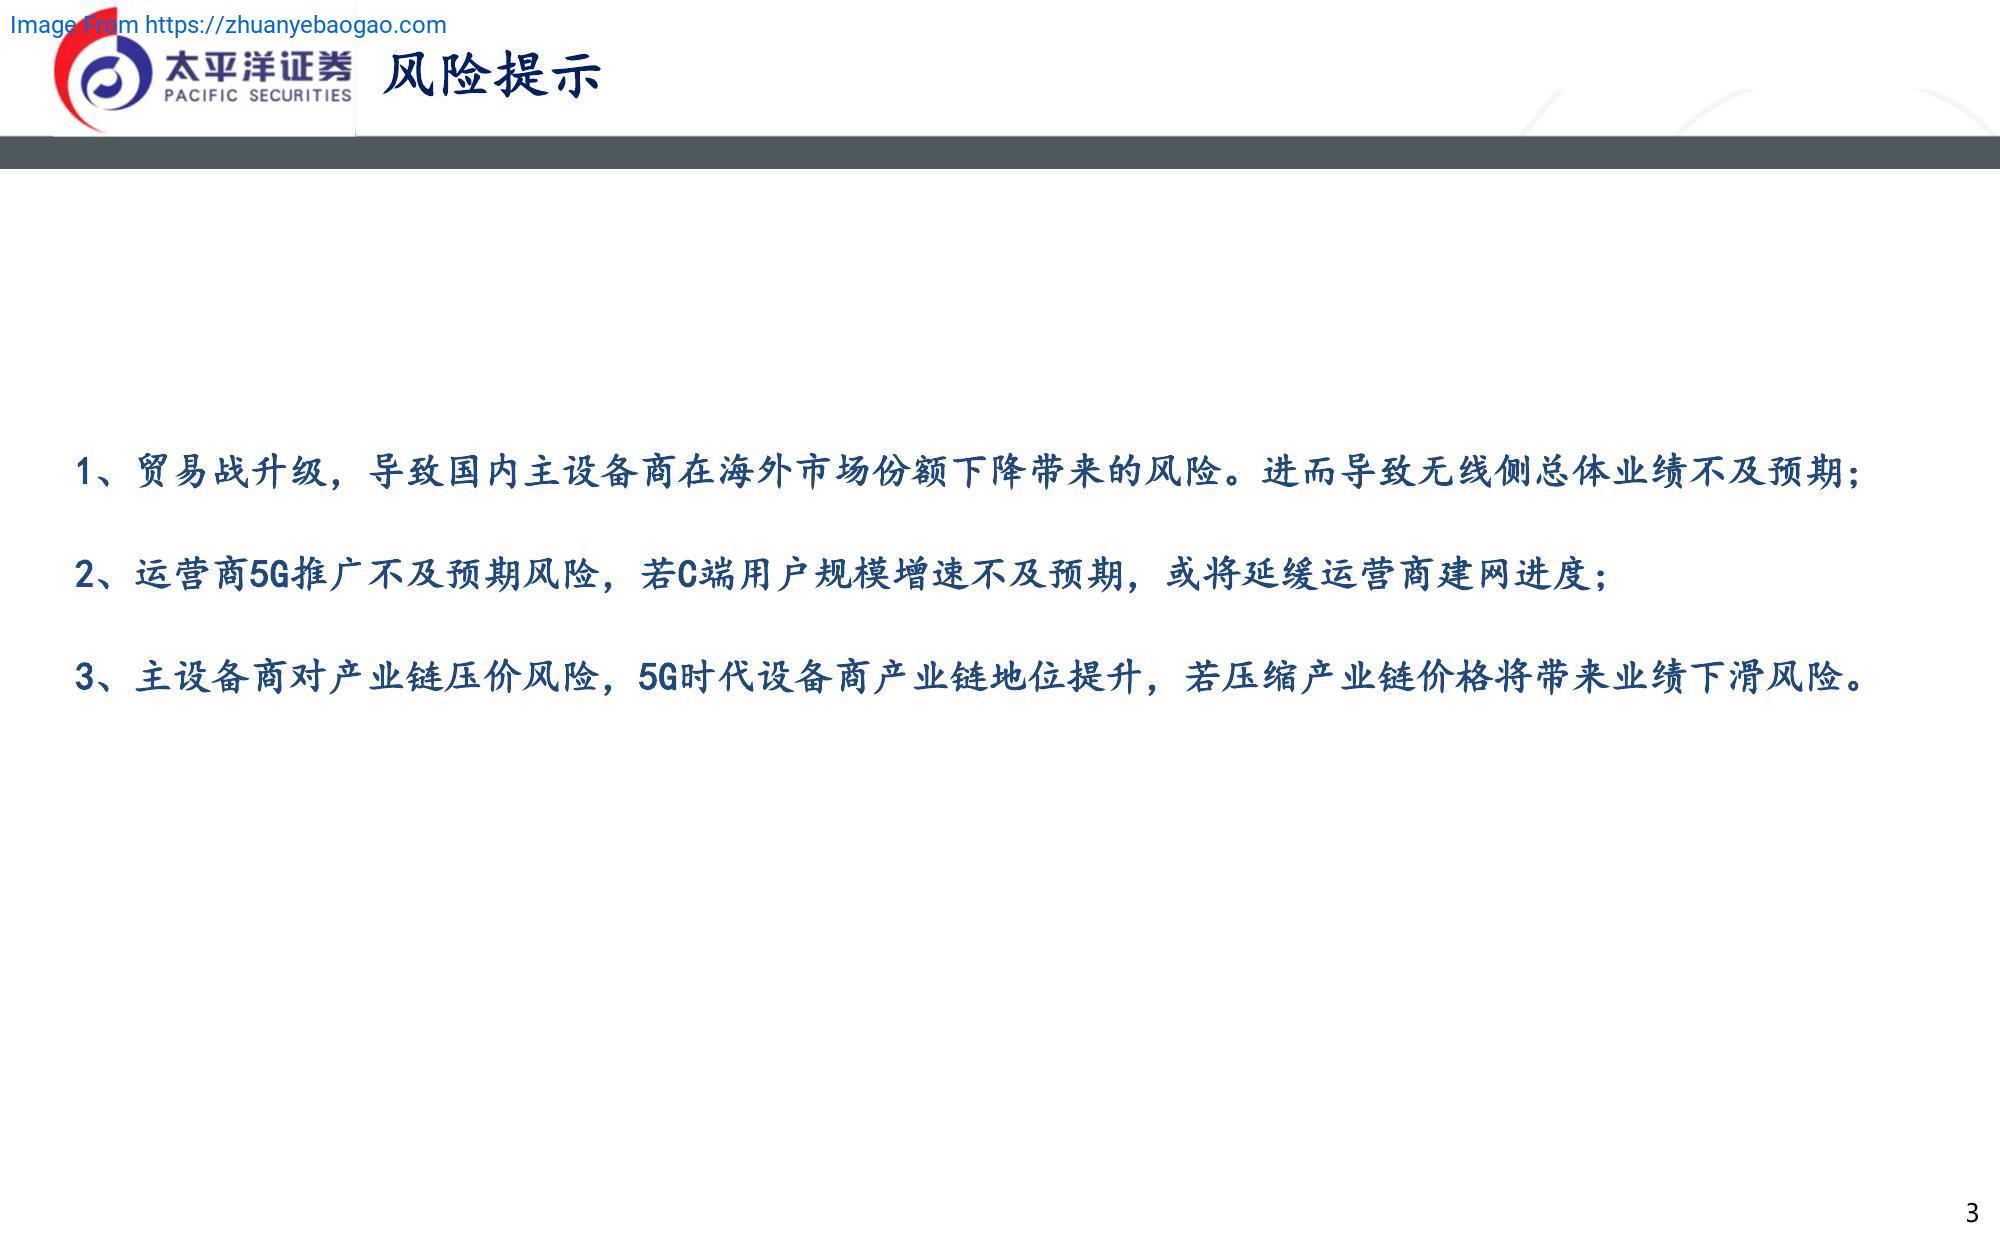 Image From https://zhuanyebaogao.com
太平洋证券
PACIFIC SECURITIES
风险提示
1、贸易战升级，导致国内主设备商在海外市场份额下降带来的风险。进而导致无线侧总体业绩不及预期；
2、运营商5G推广不及预期风险，若C端用户规模增速不及预期，或将延缓运营商建网进度；
3、主设备商对产业链压价风险，5G时代设备商产业链地位提升，若压缩产业链价格将带来业绩下滑风险。
3